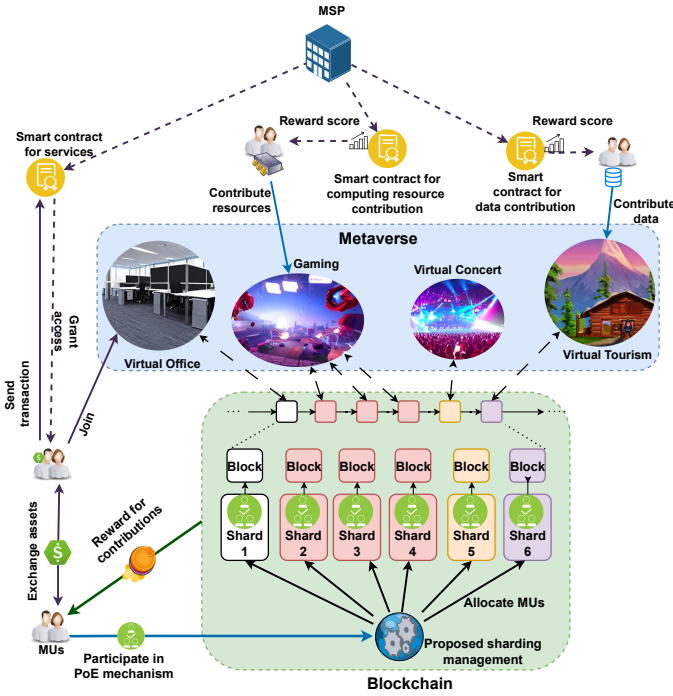 MSP
Smart contract
for services
Reward score
Smart contract for
computing resource
contribution
Reward score
Smart
contract for
data contribution
Contribute
resources
Contribute
data
Metaverse
Gaming
Virtual Concert
Virtual Office
Virtual Tourism
Send
transaction
Grant
access
Join
Block
Block
Block
Block
Block
Block
Shard
1
Shard
2
Shard
3
Shard
4
Shard
5
Shard
6
Exchange assets
Reward for
contributions
Allocate MUs
MUs
Participate in
PoE mechanism
Proposed sharding
management
Blockchain